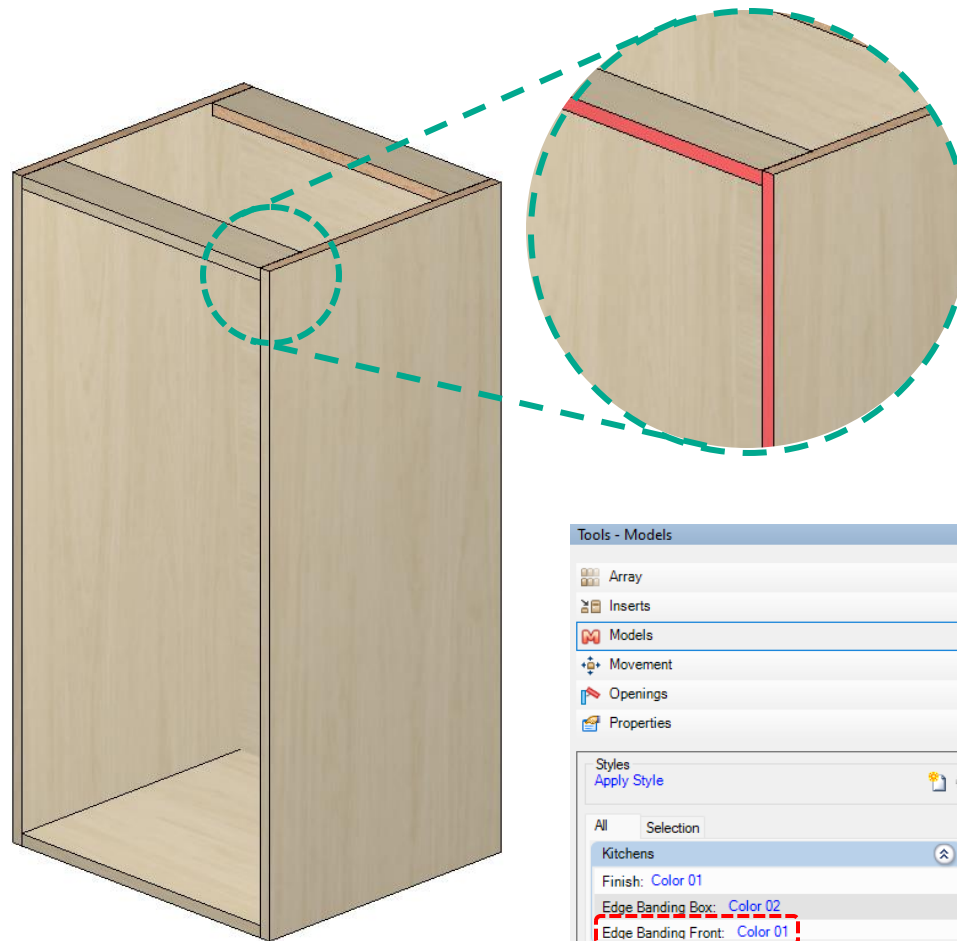 Tools - Models
Array
Inserts
Models
Movement
Openings
Properties
Styles
Apply Style
All Selection
Kitchens
Finish: Color 01
Edge Banding Box: Color 02
Edge Banding Front: Color 01